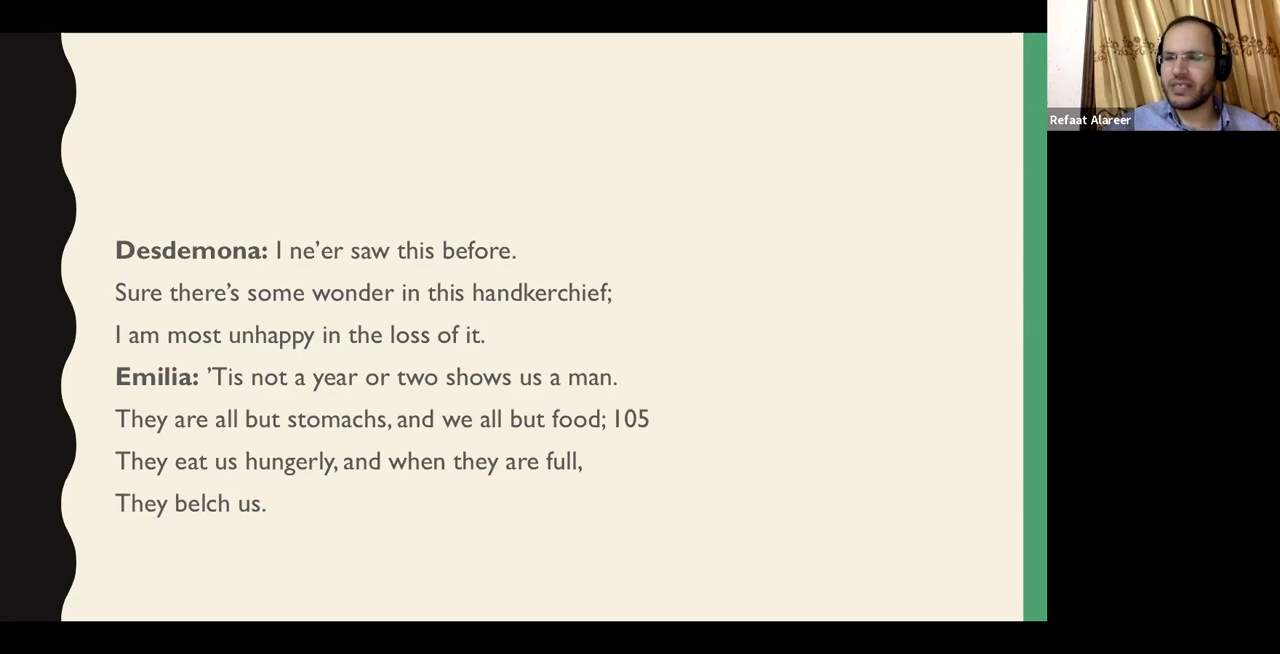 Desdemona: I ne’er saw this before.
Sure there’s some wonder in this handkerchief;
I am most unhappy in the loss of it.
Emilia: ’Tis not a year or two shows us a man.
They are all but stomachs, and we all but food; 105
They eat us hungerly, and when they are full,
They belch us.
Refaat Alareer